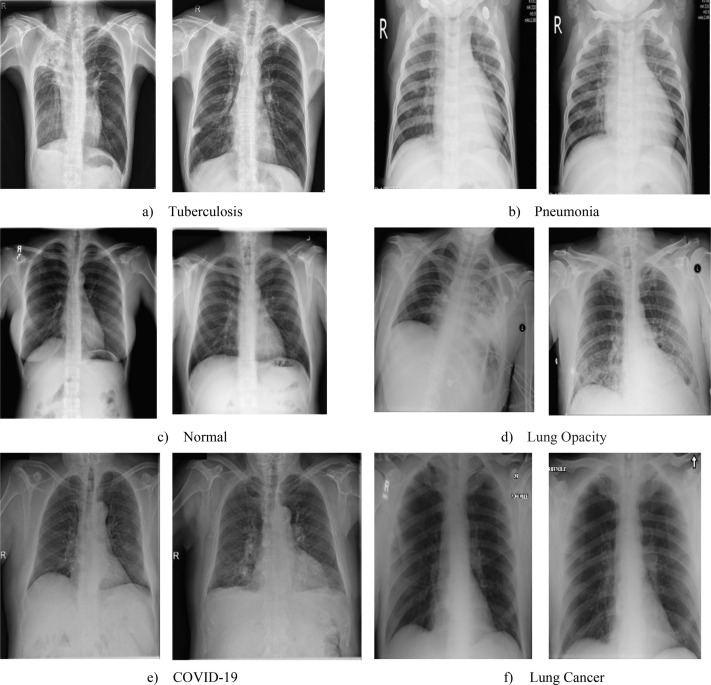 R
R
R
R
a) Tuberculosis
b) Pneumonia
R
L
L
c) Normal
d) Lung Opacity
R
R
R
e) COVID-19
f) Lung Cancer